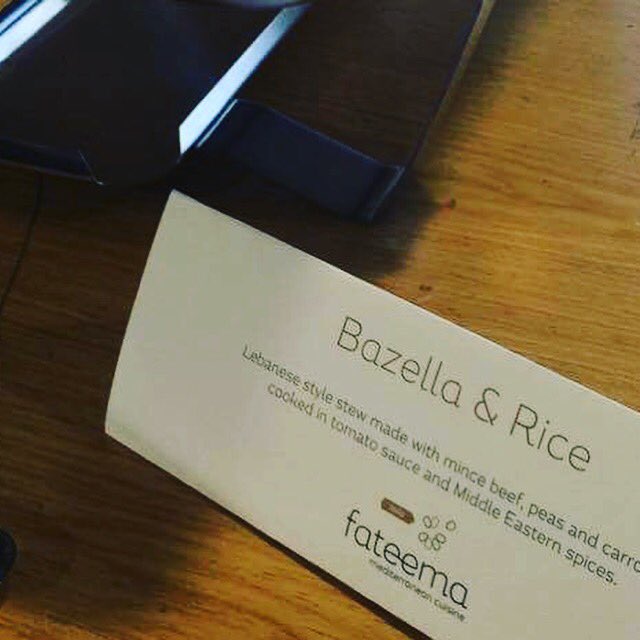 Bazella & Rice
Lebanese style stew made with mince beef, peas and
cooked in tomato sauce and Middle Eastern spices.
fateema
mediterranean cuisine